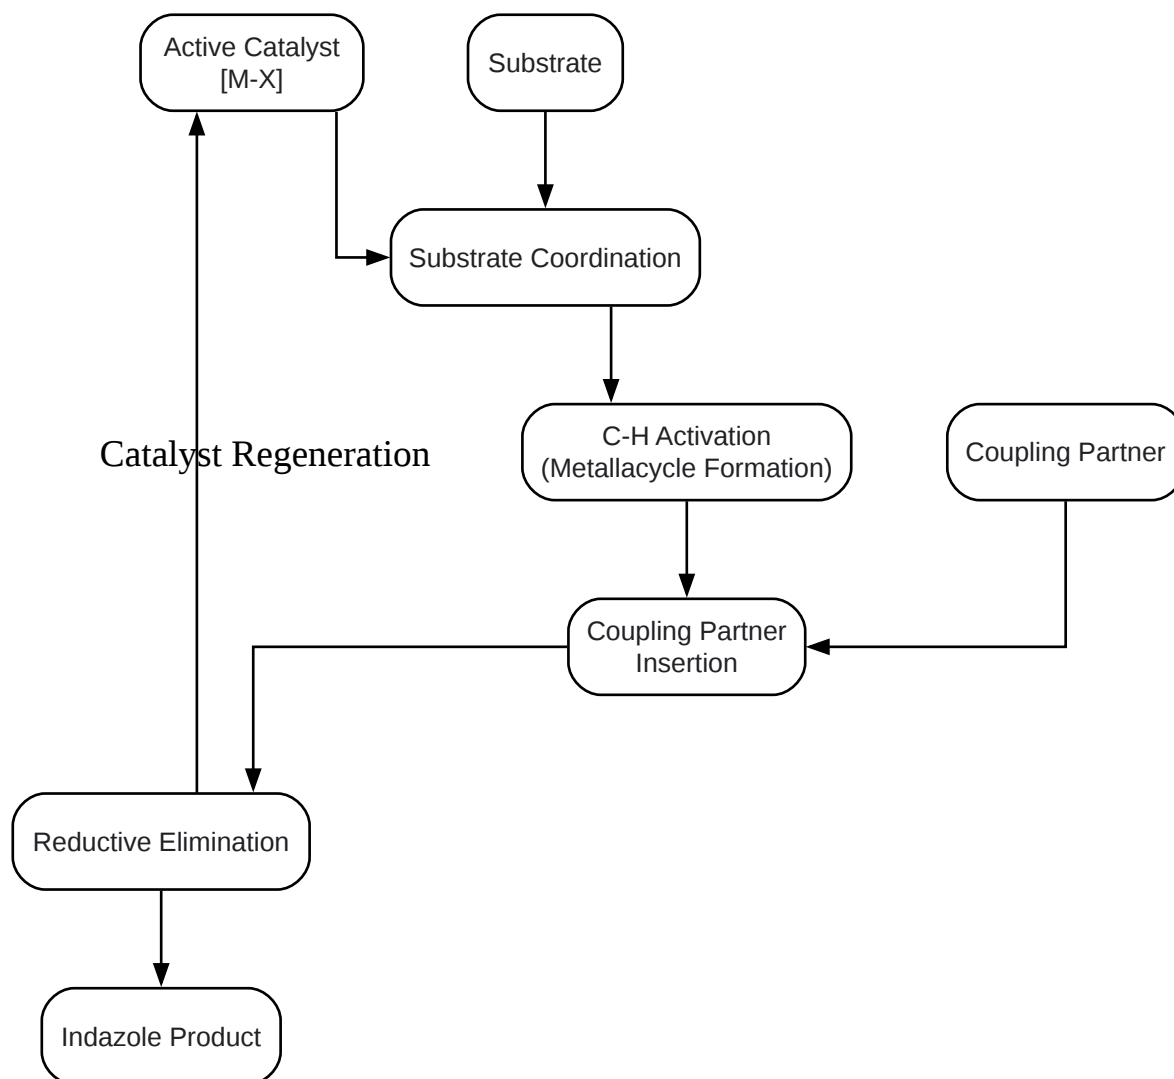 Active Catalyst
[M-X]
Substrate
Substrate Coordination
C-H Activation
(Metallacycle Formation)
Coupling Partner
Catalyst Regeneration
Coupling Partner
Insertion
Reductive Elimination
Indazole Product